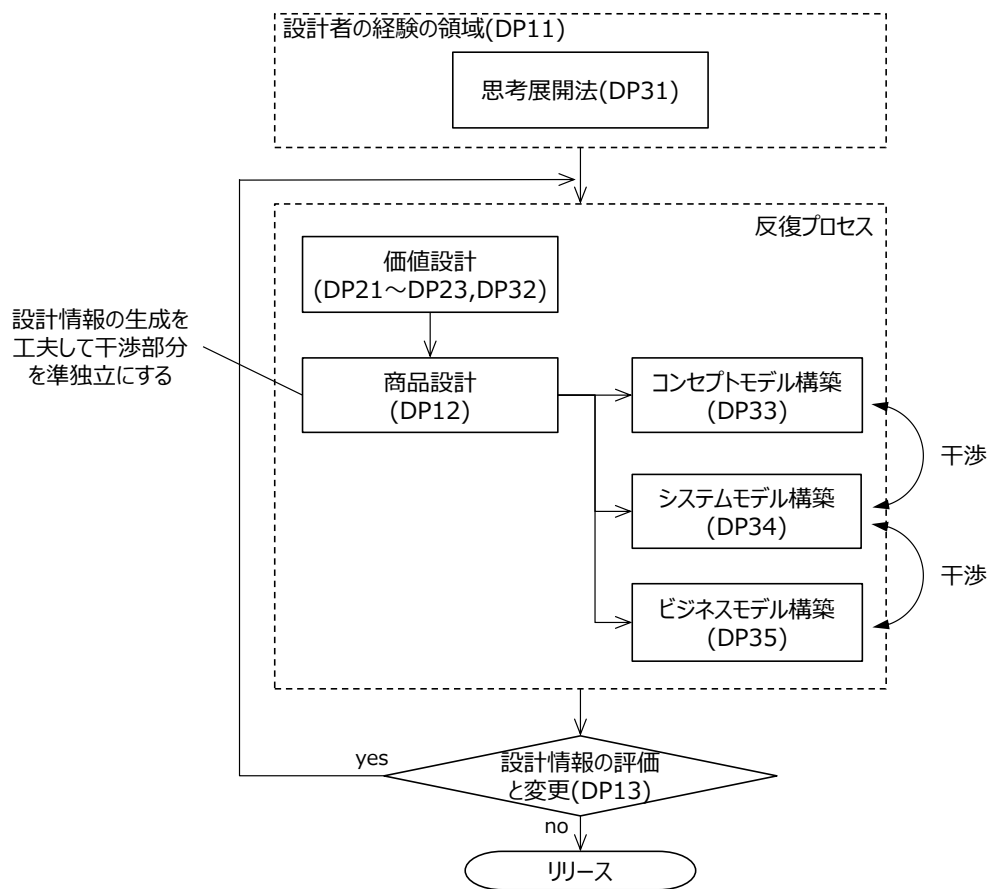 設計者の経験の領域(DP11)
思考展開法(DP31)
反復プロセス
価値設計
(DP21～DP23,DP32)
設計情報の生成を
工夫して干渉部分
を準独立にする
商品設計
(DP12)
コンセプトモデル構築
(DP33)
干渉
システムモデル構築
(DP34)
干渉
ビジネスモデル構築
(DP35)
yes
設計情報の評価
と変更(DP13)
no
リリース